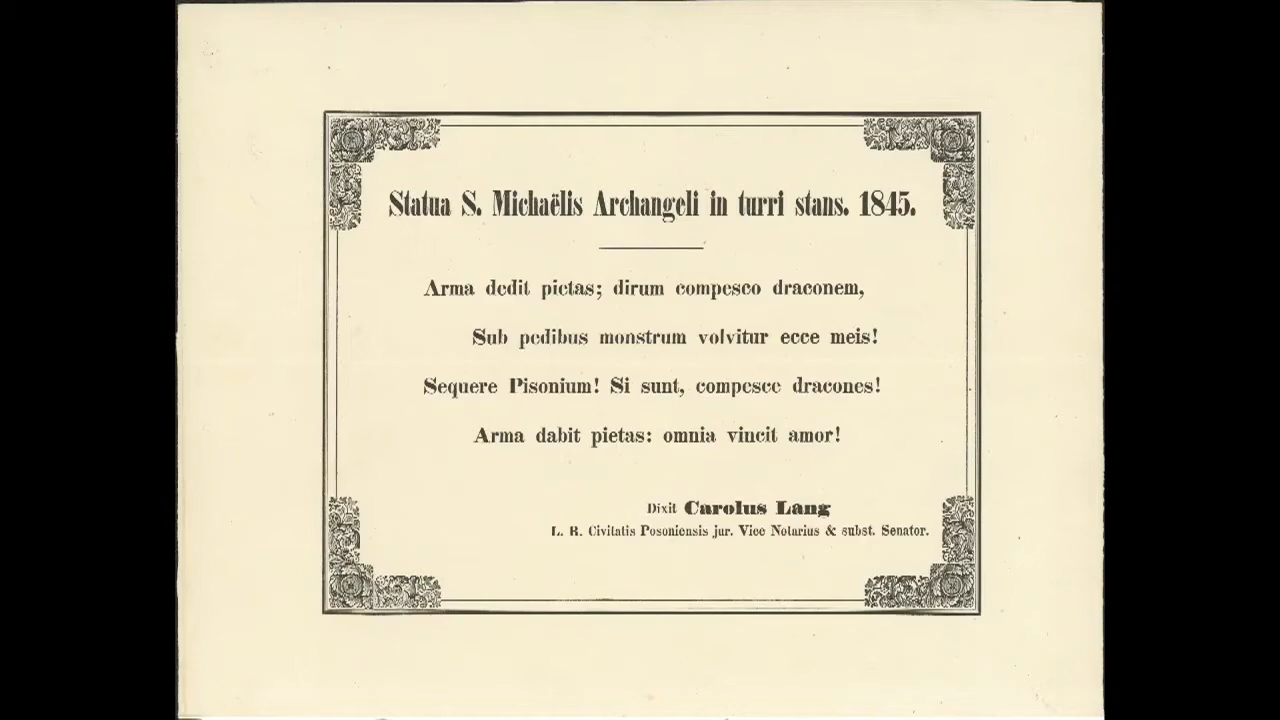 Statua S. Michaëlis Archangeli in turri stans. 1845.
Arma dedit pietas; dirum compesco draconem,
Sub pedibus monstrum volvitur ecce meis!
Sequere Pisonium! Si sunt, compesce dracones!
Arma dabit pietas: omnia vincit amor!
Dixit Carolus Lang
L. R. Civitatis Posoniensis jur. Vice Notarius & subst. Senator.